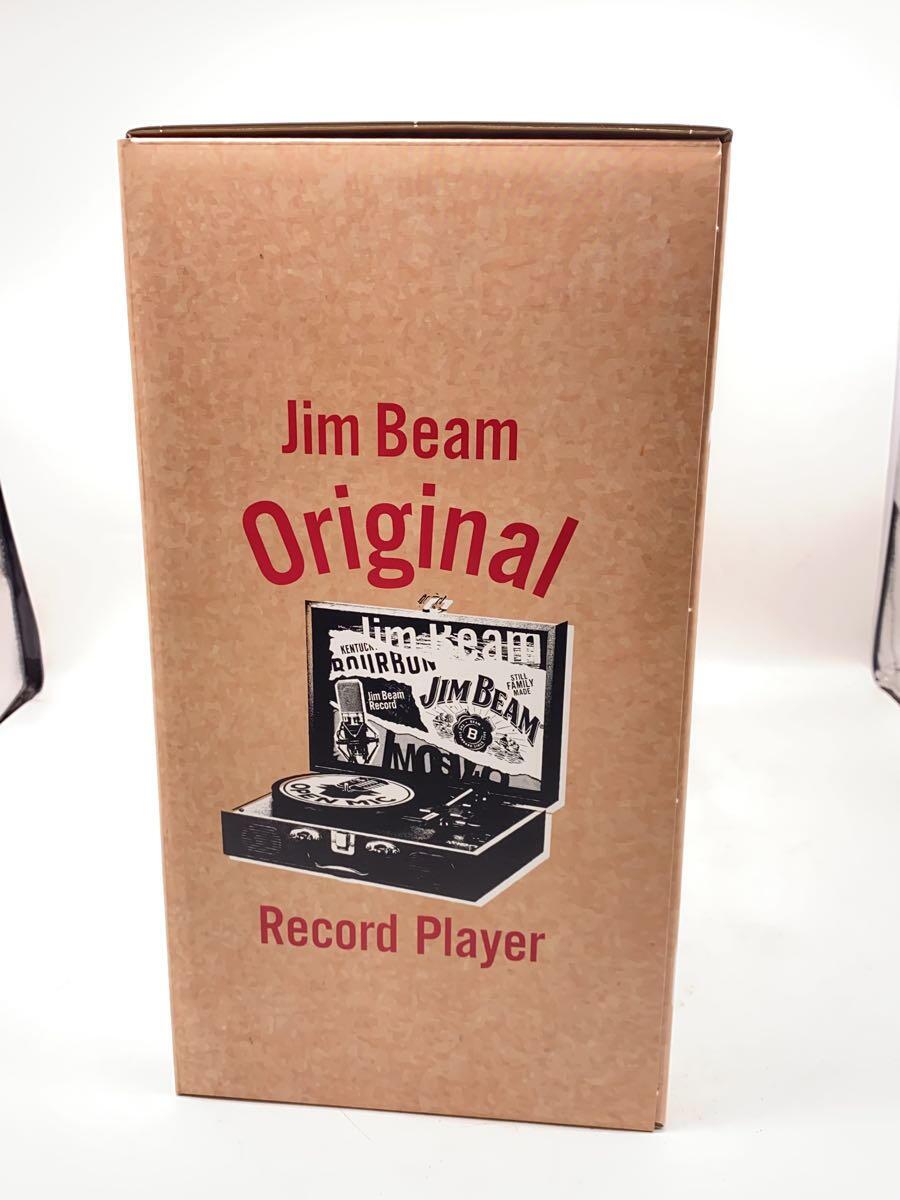 Jim Beam
Original
Jim Beam
KENTUCKY
BOURBON
STILL
FAMILY
MADE
Jim Beam
Record
JIM BEAM
B
OPEN MIC
Record Player